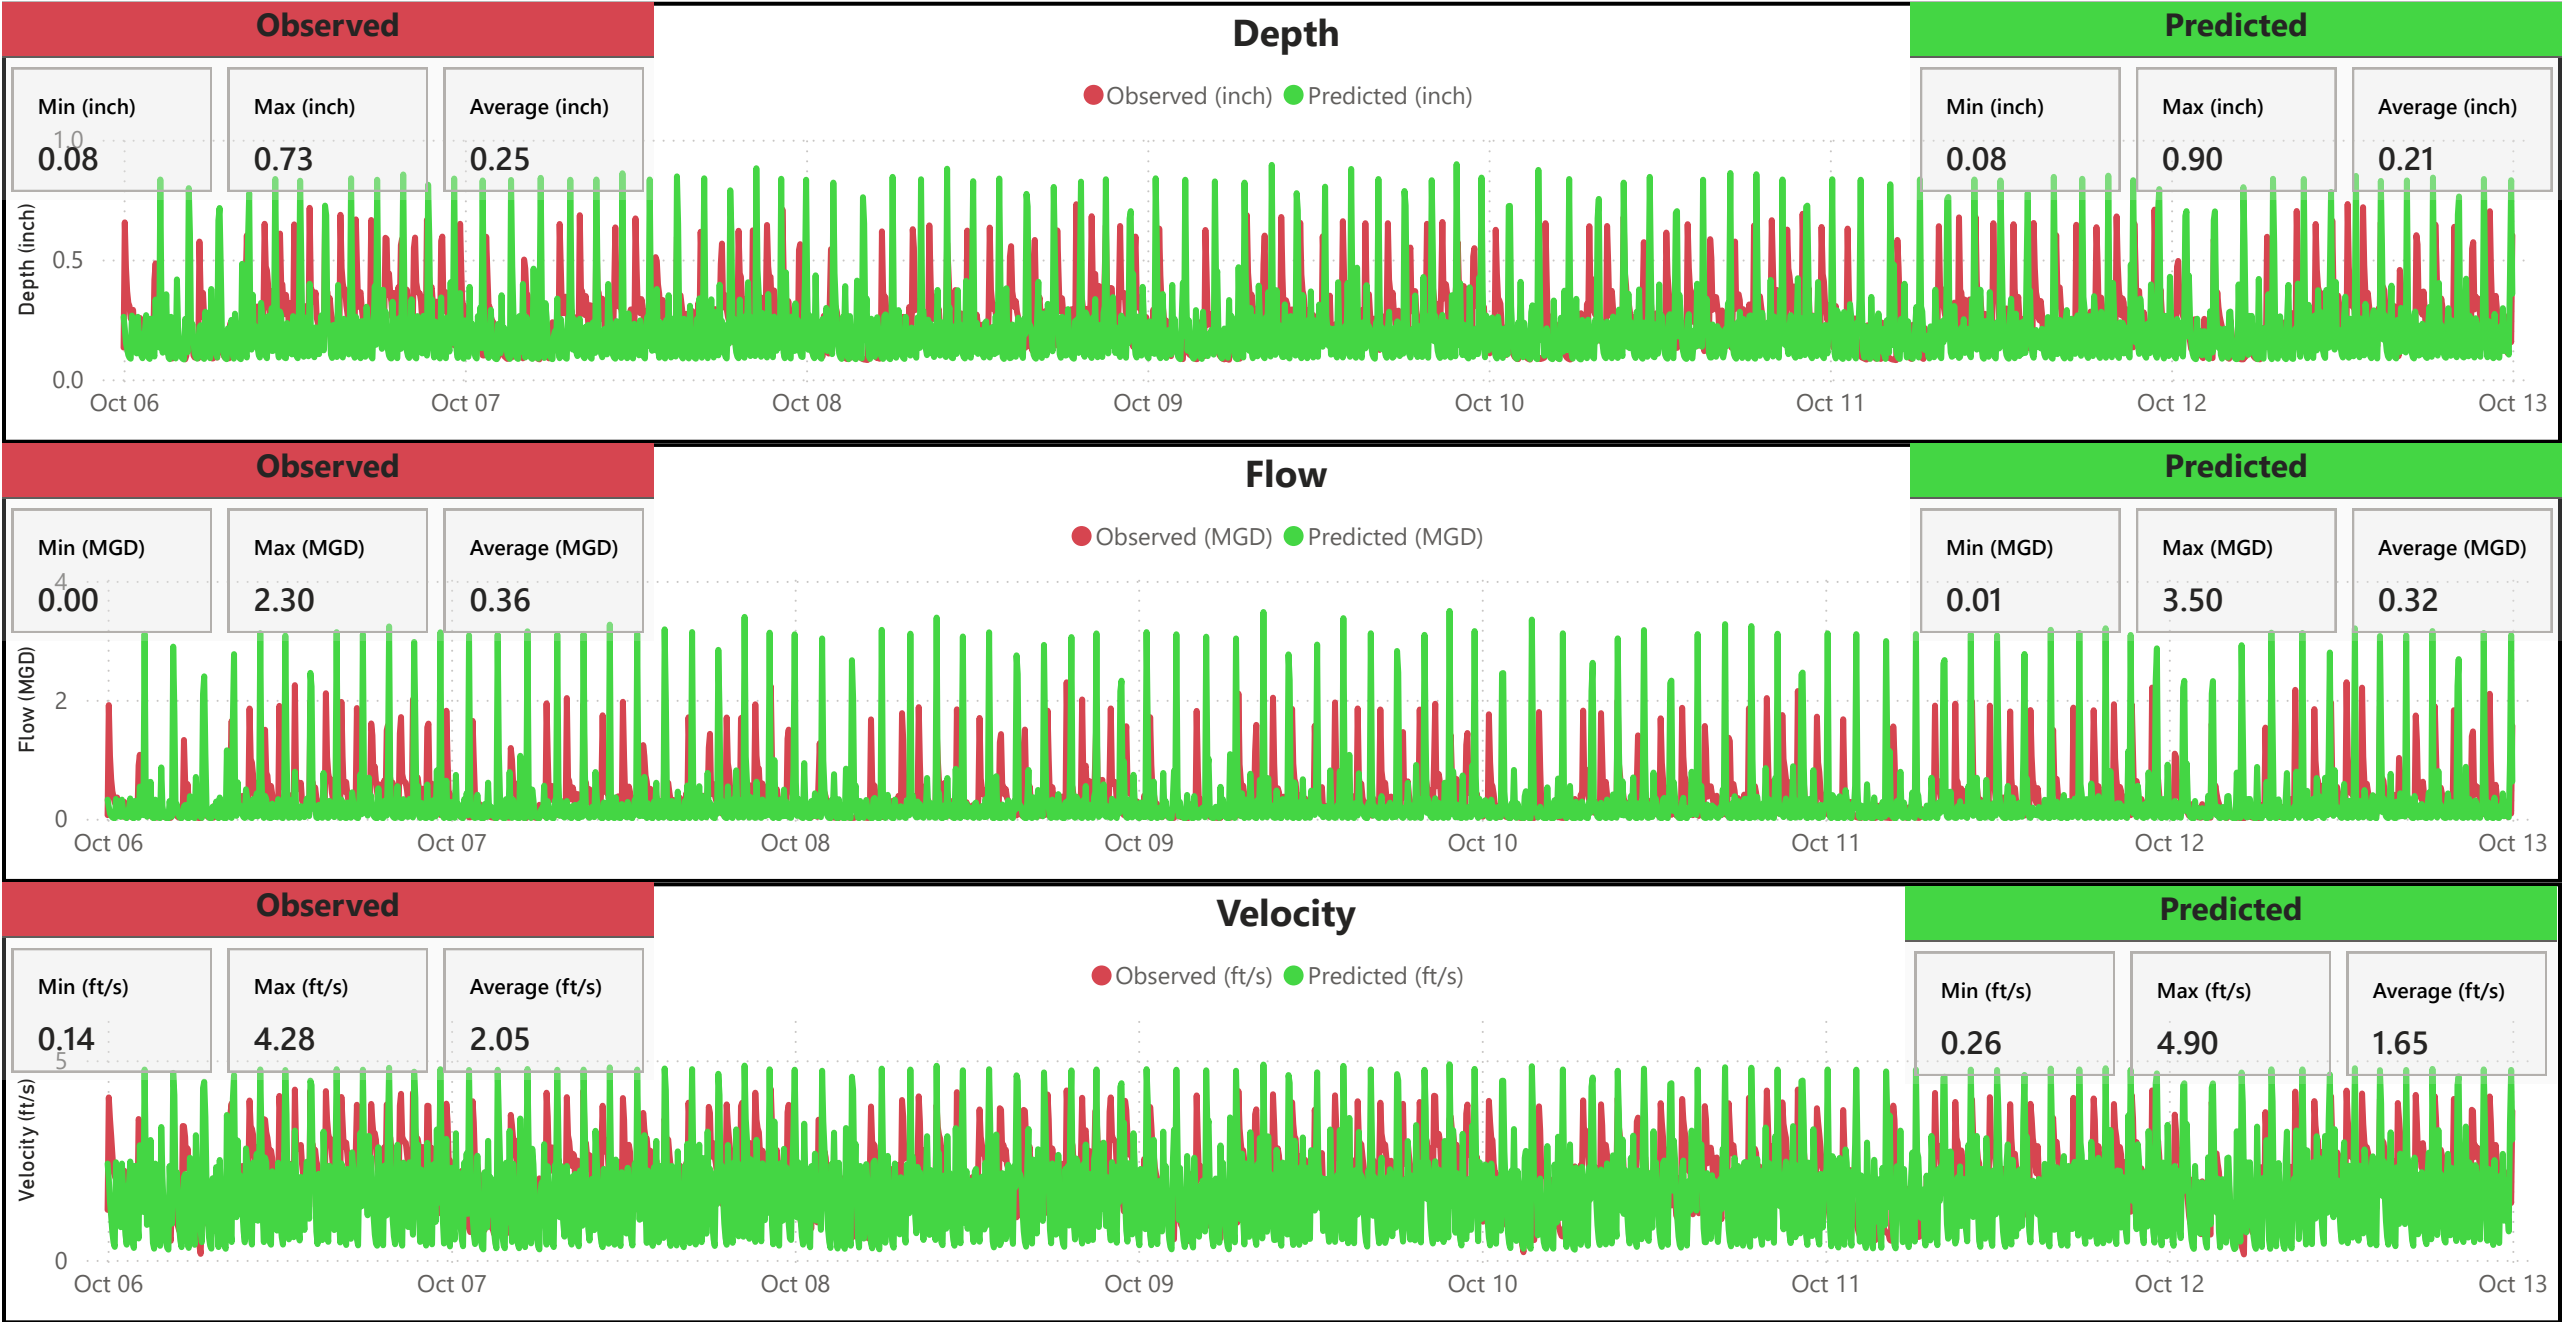 Observed
Depth
Predicted
Observed (inch) Predicted (inch)
Min (inch)
0.08
Max (inch)
0.73
Average (inch)
0.25
Min (inch)
0.08
Max (inch)
0.90
Average (inch)
0.21
Depth (inch)
1.0
0.5
0.0
Oct 06 Oct 07 Oct 08 Oct 09 Oct 10 Oct 11 Oct 12 Oct 13
Observed
Flow
Predicted
Observed (MGD) Predicted (MGD)
Min (MGD)
0.00
Max (MGD)
2.30
Average (MGD)
0.36
Min (MGD)
0.01
Max (MGD)
3.50
Average (MGD)
0.32
Flow (MGD)
4
2
0
Oct 06 Oct 07 Oct 08 Oct 09 Oct 10 Oct 11 Oct 12 Oct 13
Observed
Velocity
Predicted
Observed (ft/s) Predicted (ft/s)
Min (ft/s)
0.14
Max (ft/s)
4.28
Average (ft/s)
2.05
Min (ft/s)
0.26
Max (ft/s)
4.90
Average (ft/s)
1.65
Velocity (ft/s)
5
0
Oct 06 Oct 07 Oct 08 Oct 09 Oct 10 Oct 11 Oct 12 Oct 13